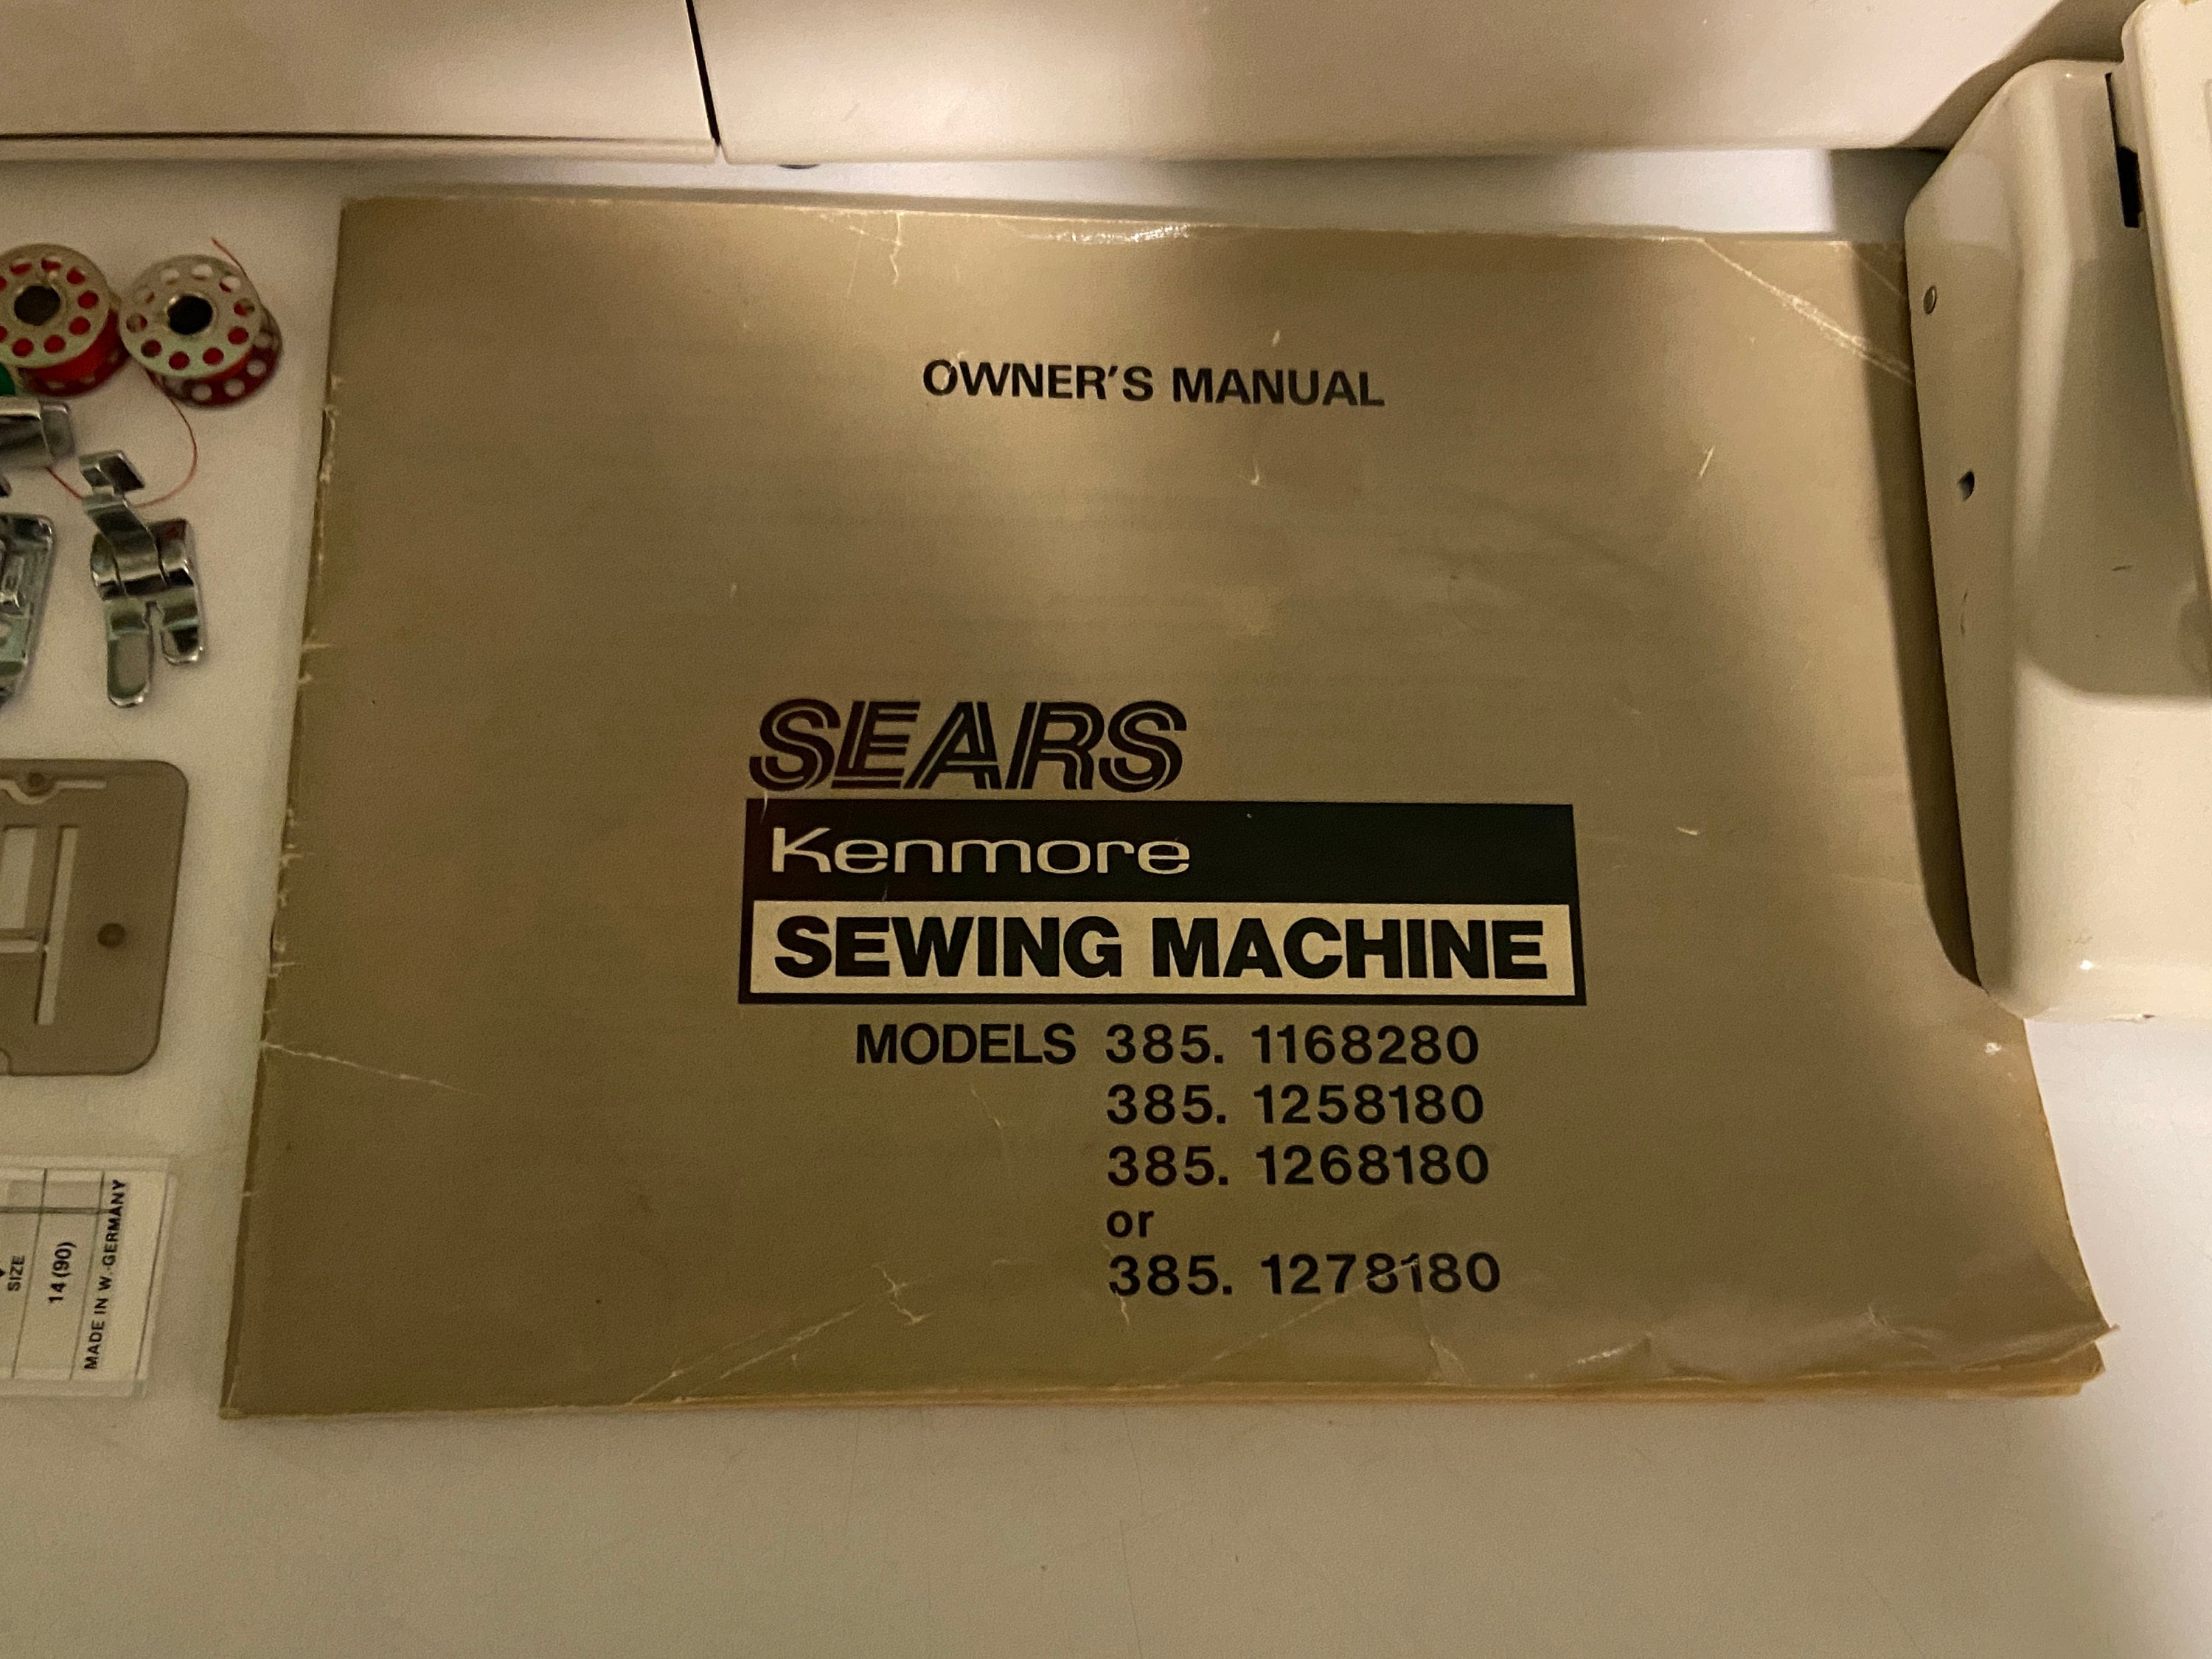 OWNER'S MANUAL
SEARS
Kenmore
SEWING MACHINE
MODELS 385. 1168280
385. 1258180
385. 1268180
or
385. 1278180
SIZE
14 (90)
MADE IN W.-GERMANY